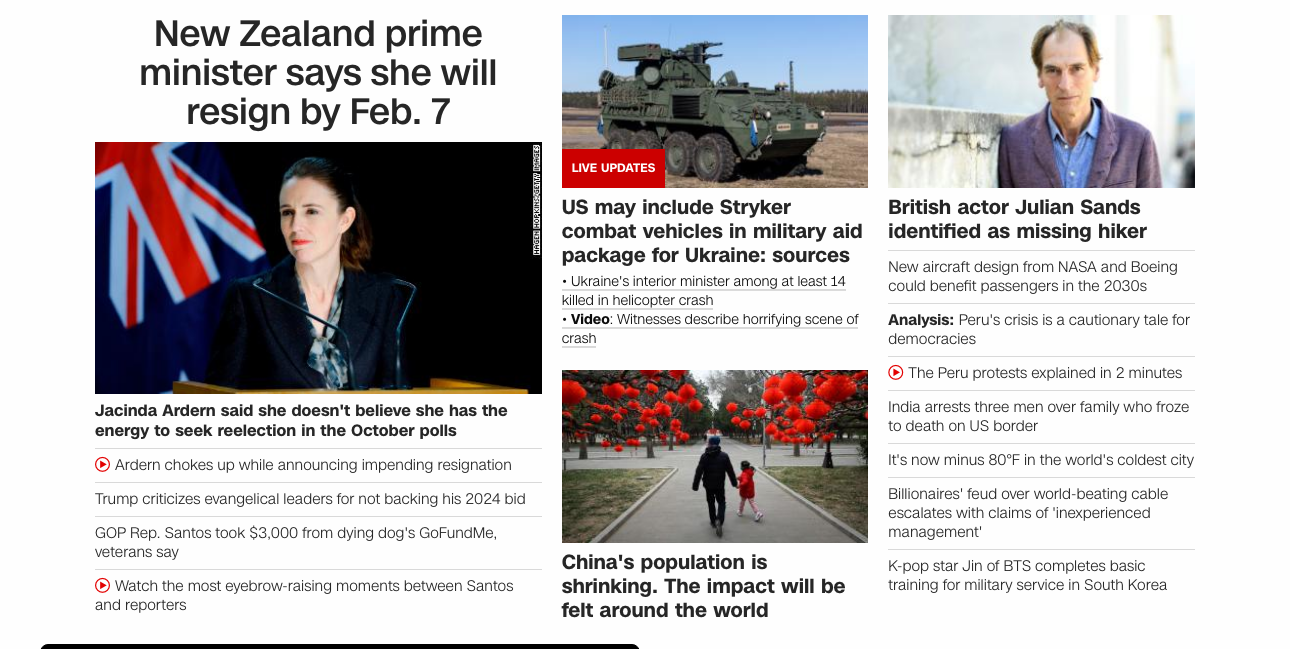 New Zealand prime
minister says she will
resign by Feb. 7
HAGEN HOPKINS/GETTY IMAGES
Jacinda Ardern said she doesn't believe she has the
energy to seek reelection in the October polls
Ardern chokes up while announcing impending resignation
Trump criticizes evangelical leaders for not backing his 2024 bid
GOP Rep. Santos took $3,000 from dying dog's GoFundMe,
veterans say
Watch the most eyebrow-raising moments between Santos
and reporters
LIVE UPDATES
US may include Stryker
combat vehicles in military aid
package for Ukraine: sources
• Ukraine's interior minister among at least 14
killed in helicopter crash
• Video: Witnesses describe horrifying scene of
crash
China's population is
shrinking. The impact will be
felt around the world
British actor Julian Sands
identified as missing hiker
New aircraft design from NASA and Boeing
could benefit passengers in the 2030s
Analysis: Peru's crisis is a cautionary tale for
democracies
The Peru protests explained in 2 minutes
India arrests three men over family who froze
to death on US border
It's now minus 80°F in the world's coldest city
Billionaires' feud over world-beating cable
escalates with claims of 'inexperienced
management'
K-pop star Jin of BTS completes basic
training for military service in South Korea